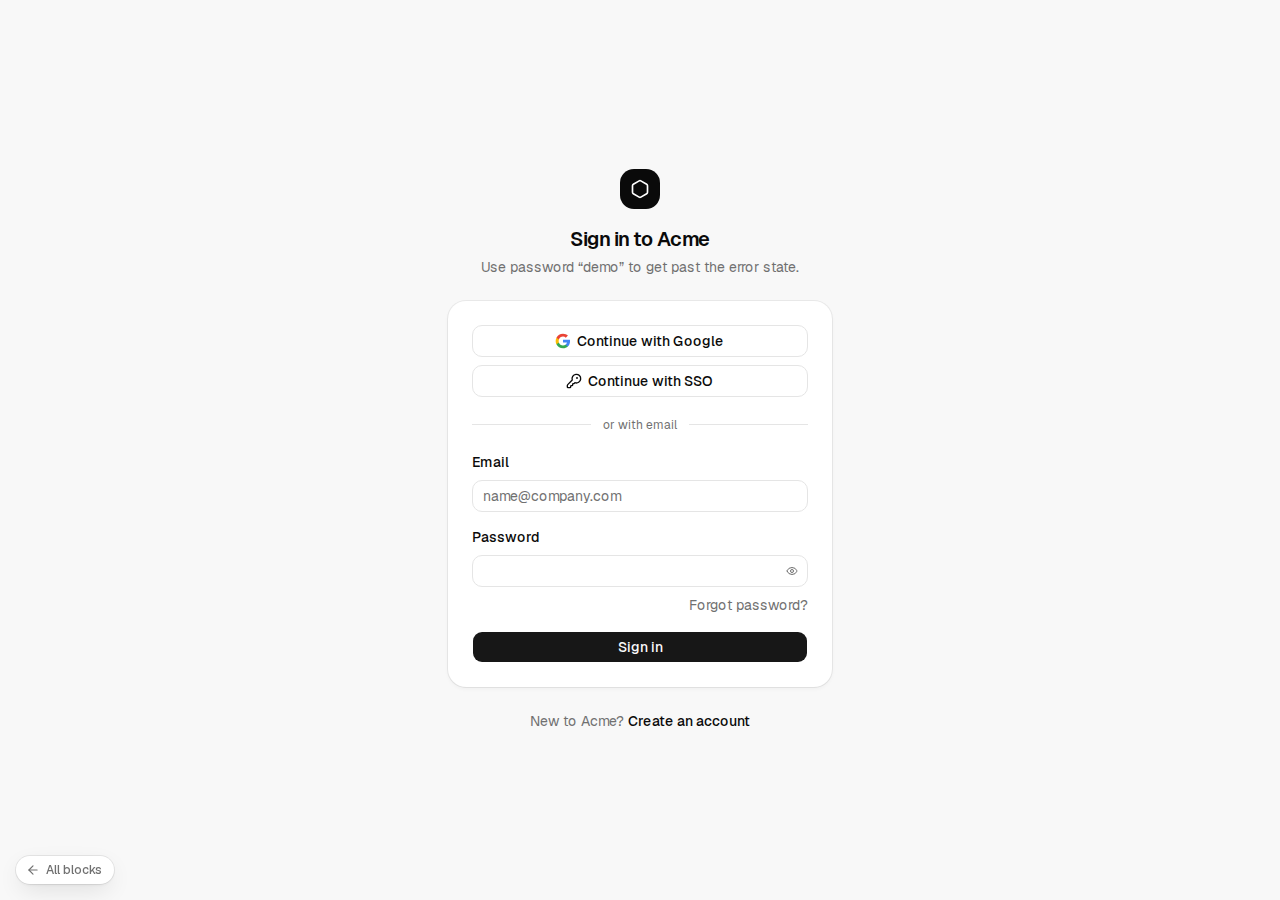 Sign in to Acme
Use password “demo” to get past the error state.
Continue with Google
Continue with SSO
or with email
Email
name@company.com
Password
Forgot password?
Sign in
New to Acme? Create an account
All blocks